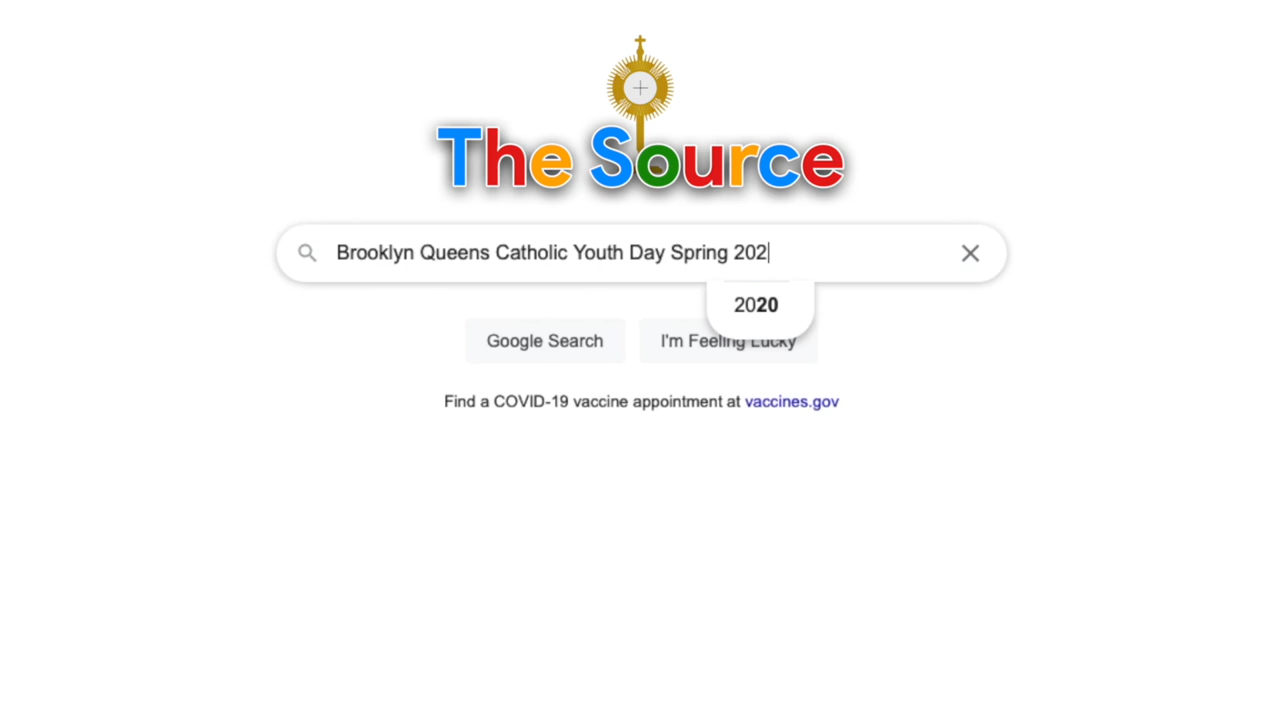 The Source
Brooklyn Queens Catholic Youth Day Spring 202
2020
Google Search
I'm Feeling Lucky
Find a COVID-19 vaccine appointment at vaccines.gov